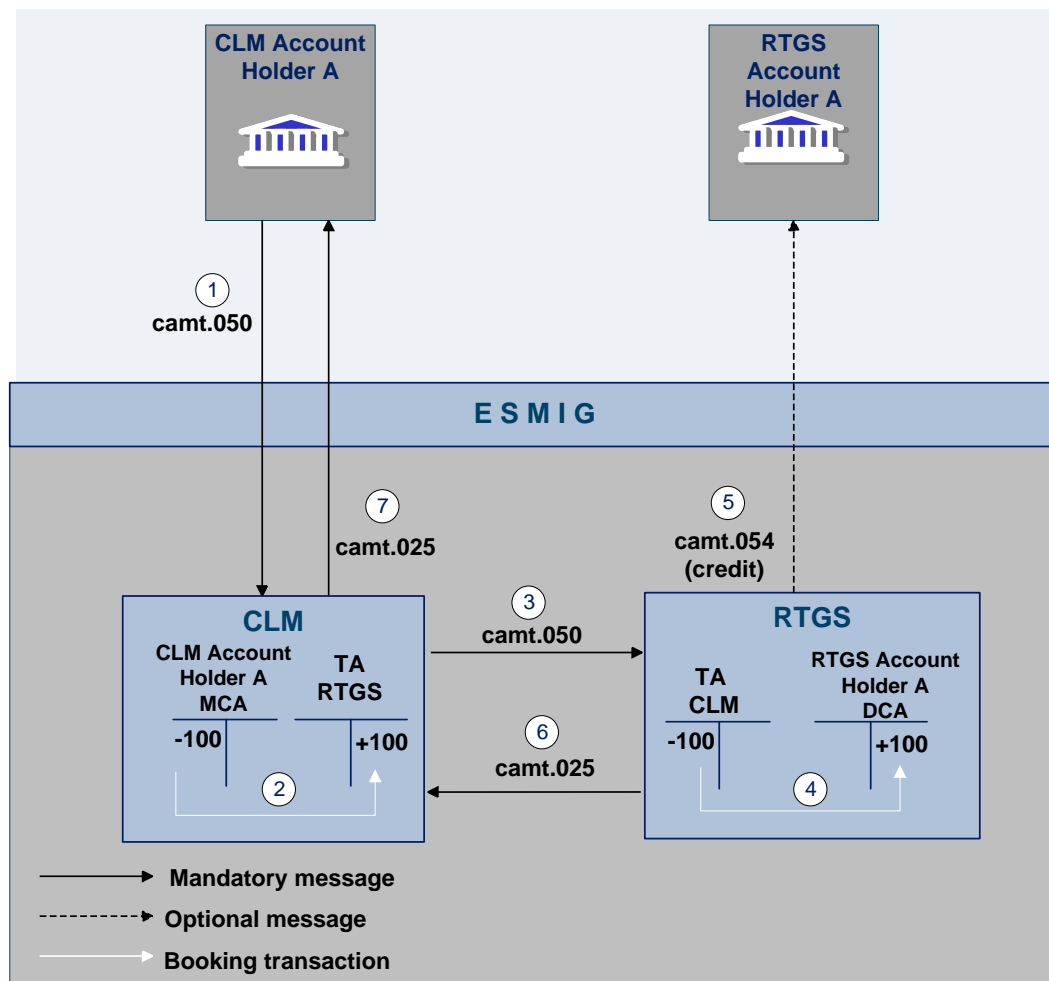 CLM Account
Holder A
RTGS
Account
Holder A
1
camt.050
E S M I G
7
camt.025
5
camt.054
(credit)
3
camt.050
6
camt.025
CLM
CLM Account
Holder A
MCA
TA
RTGS
-100
+100
2
RTGS
TA
CLM
RTGS Account
Holder A
DCA
-100
+100
4
Mandatory message
Optional message
Booking transaction